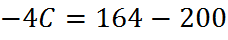 −4𝐶 = 164 − 200